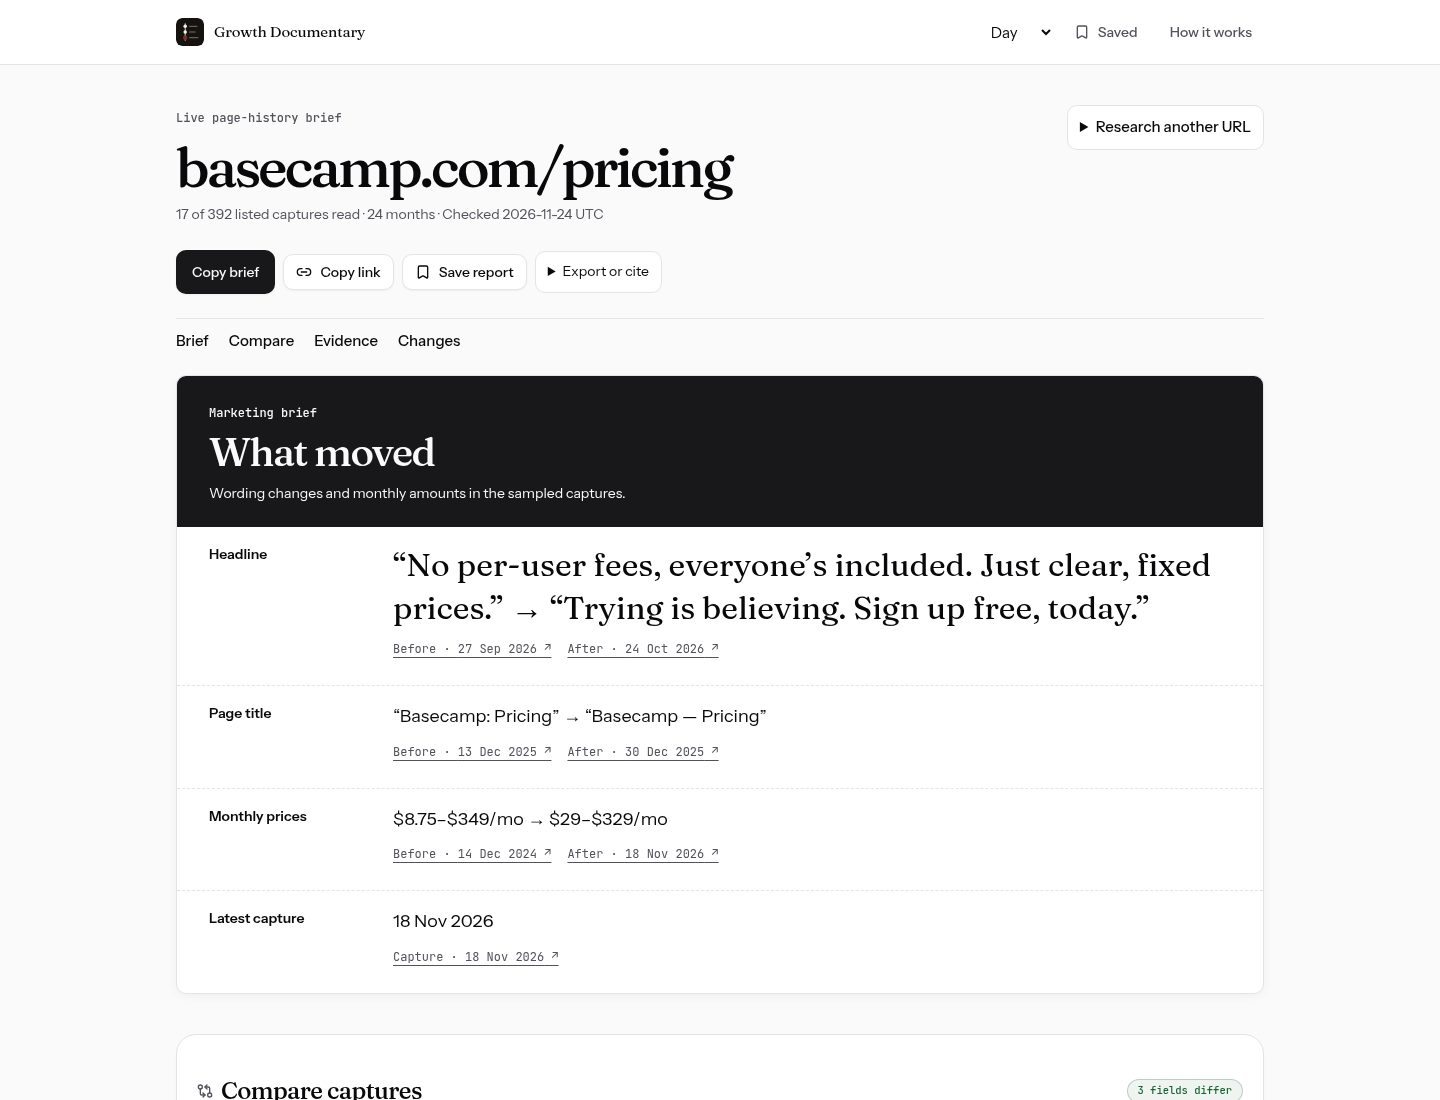 Growth Documentary
Day
Saved
How it works
Live page-history brief
Research another URL
basecamp.com/pricing
17 of 392 listed captures read · 24 months · Checked 2026-11-24 UTC
Copy brief
Copy link
Save report
Export or cite
Brief
Compare
Evidence
Changes
Marketing brief
What moved
Wording changes and monthly amounts in the sampled captures.
Headline
“No per-user fees, everyone’s included. Just clear, fixed
prices.” → “Trying is believing. Sign up free, today.”
Before · 27 Sep 2026 ↗ After · 24 Oct 2026 ↗
Page title
“Basecamp: Pricing” → “Basecamp — Pricing”
Before · 13 Dec 2025 ↗ After · 30 Dec 2025 ↗
Monthly prices
$8.75–$349/mo → $29–$329/mo
Before · 14 Dec 2024 ↗ After · 18 Nov 2026 ↗
Latest capture
18 Nov 2026
Capture · 18 Nov 2026 ↗
Compare captures
3 fields differ